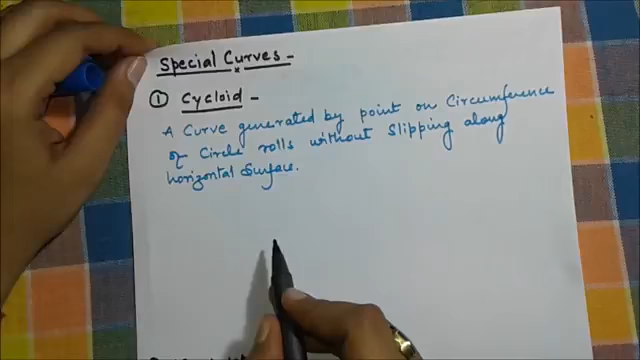 Special Curves -
① Cycloid -
A Curve generated by point on Circumference
of Circle rolls without Slipping along
horizontal Surface.